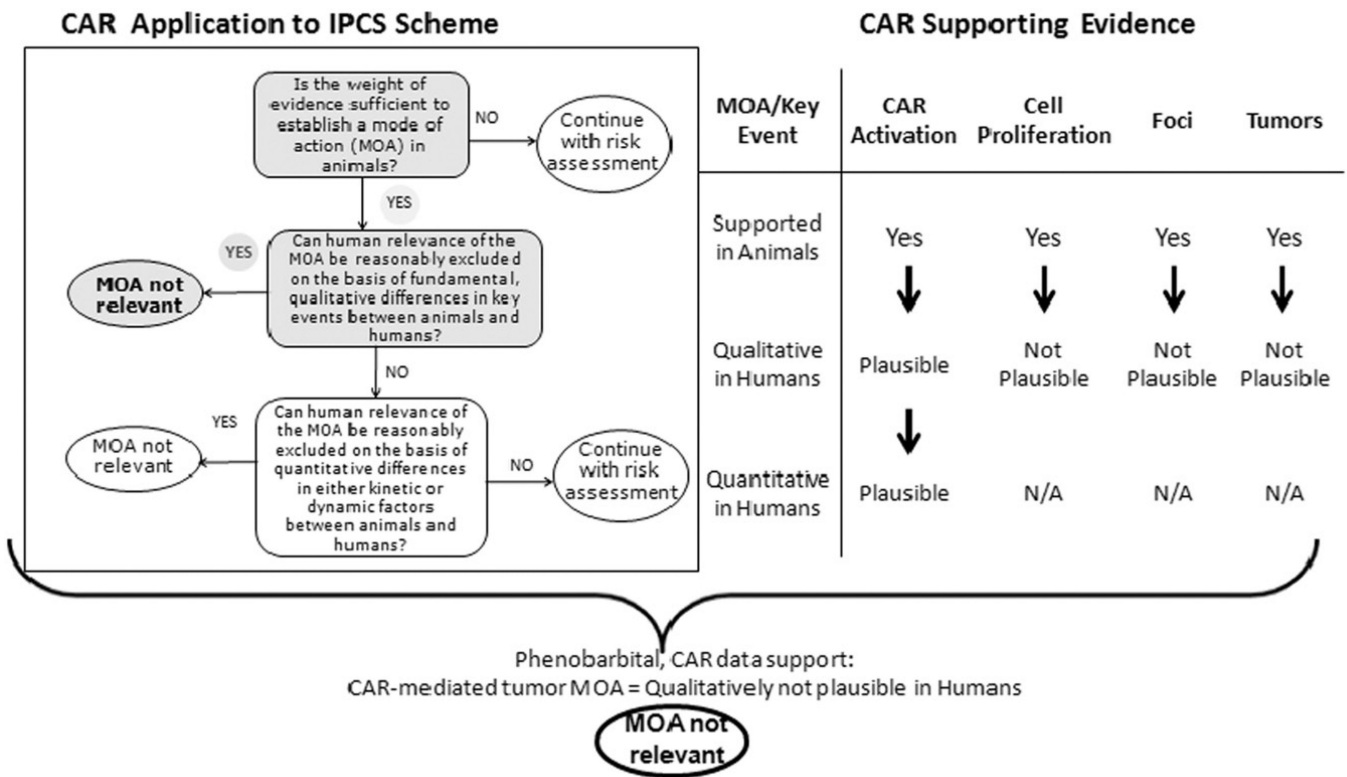 CAR Application to IPCS Scheme
Is the weight of
evidence sufficient to
establish a mode of
action (MOA) in
animals?
NO
Continue
with risk
assessment
YES
Can human relevance of the
MOA be reasonably excluded
on the basis of fundamental,
qualitative differences in key
events between animals and
humans?
YES
MOA not
relevant
NO
Can human relevance of
the MOA be reasonably
excluded on the basis of
quantitative differences
in either kinetic or
dynamic factors
between animals and
humans?
YES
MOA not
relevant
NO
Continue
with risk
assessment
CAR Supporting Evidence
MOA/Key
Event
CAR
Activation
Cell
Proliferation
Foci
Tumors
Supported
in Animals
Yes
Yes
Yes
Yes
Qualitative
in Humans
Plausible
Not
Plausible
Not
Plausible
Not
Plausible
Quantitative
in Humans
Plausible
N/A
N/A
N/A
Phenobarbital, CAR data support:
CAR-mediated tumor MOA = Qualitatively not plausible in Humans
MOA not
relevant